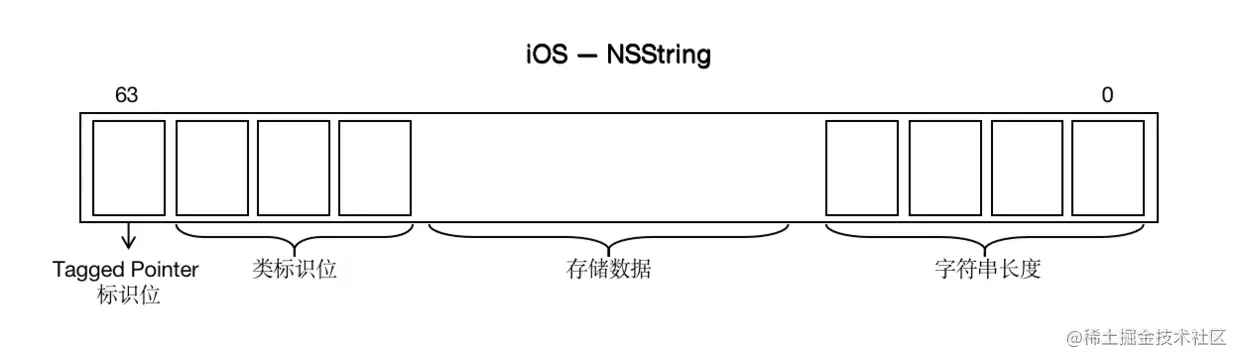 iOS — NSString
63
0
Tagged Pointer
标识位
类标识位
存储数据
字符串长度
@稀土掘金技术社区